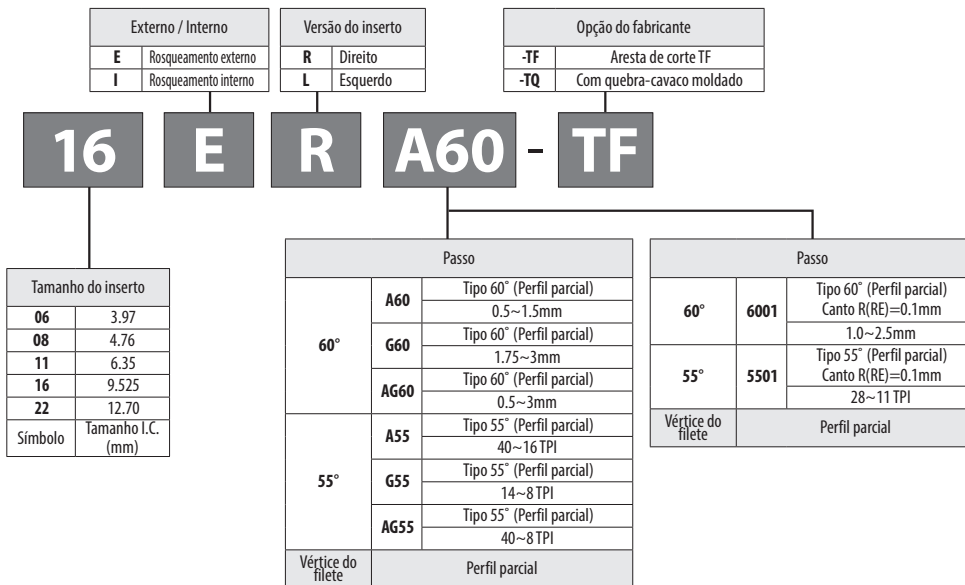 Externo / Interno
E Rosqueamento externo
I Rosqueamento interno
Versão do inserto
R Direito
L Esquerdo
Opção do fabricante
-TF Aresta de corte TF
-TQ Com quebra-cavaco moldado
16 E R A60 - TF
Tamanho do inserto
06 3.97
08 4.76
11 6.35
16 9.525
22 12.70
Símbolo Tamanho I.C.
(mm)
Passo
60° A60 Tipo 60˚ (Perfil parcial)
0.5~1.5mm
G60 Tipo 60˚ (Perfil parcial)
1.75~3mm
AG60 Tipo 60˚ (Perfil parcial)
0.5~3mm
55° A55 Tipo 55˚ (Perfil parcial)
40~16 TPI
G55 Tipo 55˚ (Perfil parcial)
14~8 TPI
AG55 Tipo 55˚ (Perfil parcial)
40~8 TPI
Vértice do
filete
Perfil parcial
Passo
60° 6001 Tipo 60˚ (Perfil parcial)
Canto R(RE)=0.1mm
1.0~2.5mm
55° 5501 Tipo 55˚ (Perfil parcial)
Canto R(RE)=0.1mm
28~11 TPI
Vértice do
filete
Perfil parcial